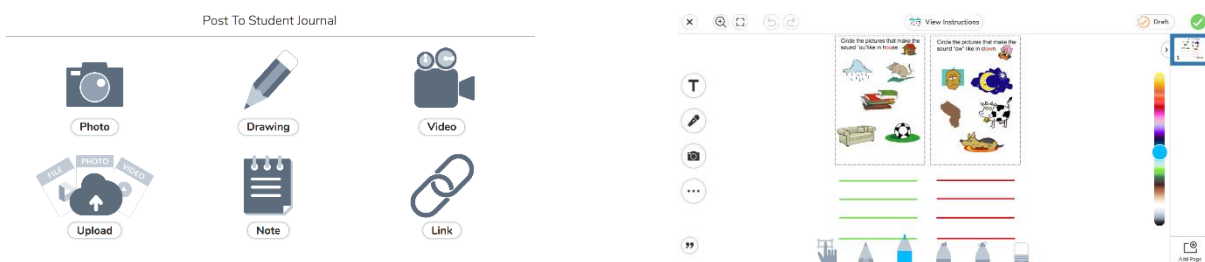 Post To Student Journal
Photo
Drawing
Video
FILE
PHOTO
VIDEO
Upload
Note
Link
View Instructions
Draft
Circle the pictures that make the
sound 'ou' like in house.
Circle the pictures that make the
sound 'ow' like in clown.
T
1
Add Page